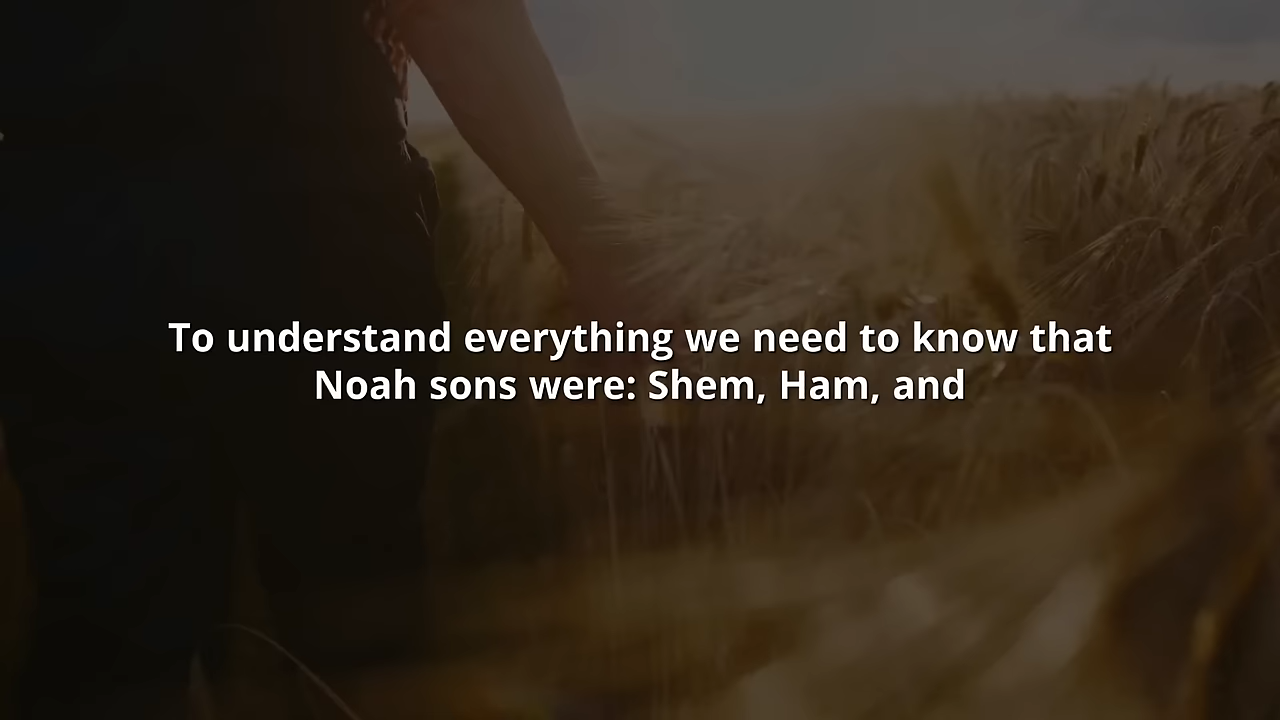 To understand everything we need to know that
Noah sons were: Shem, Ham, and